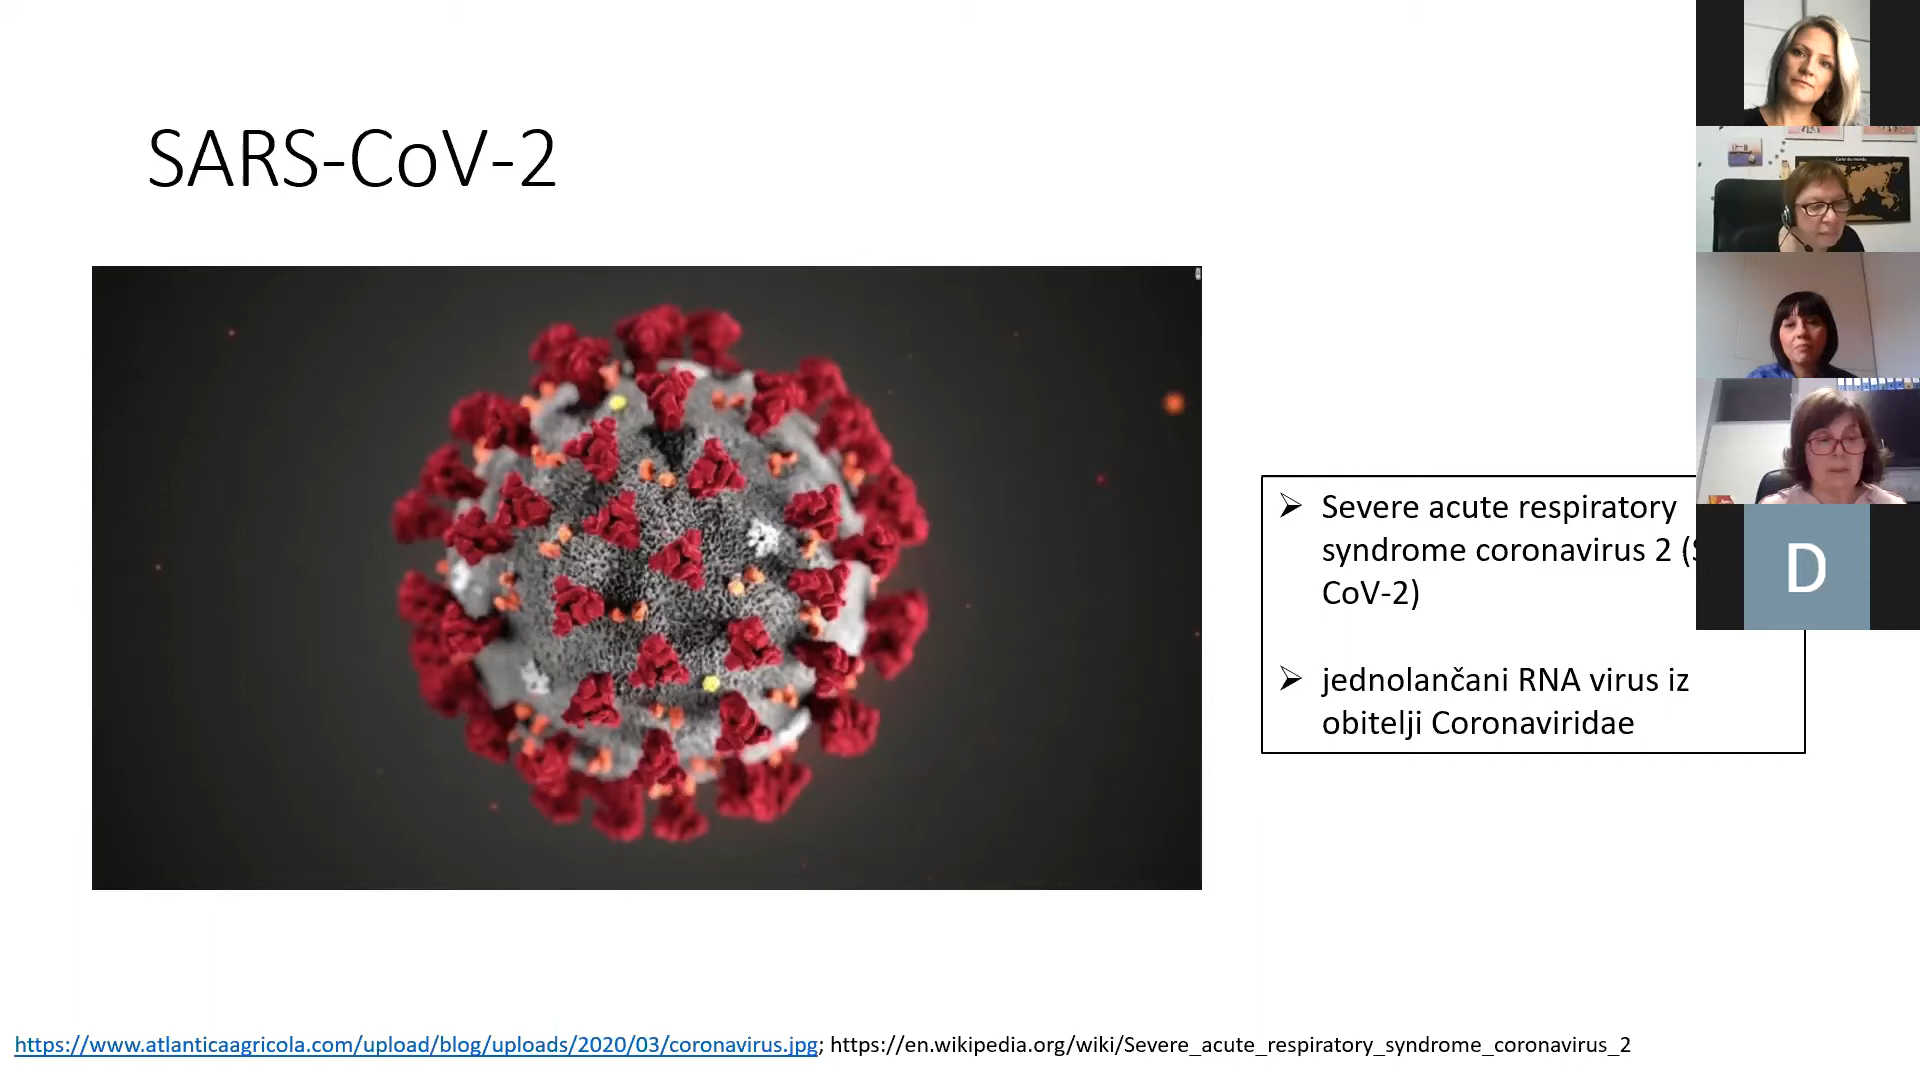 SARS-CoV-2
➢ Severe acute respiratory
syndrome coronavirus 2 (
CoV-2)
➢ jednolančani RNA virus iz
obitelji Coronaviridae
D
https://www.atlanticaagricola.com/upload/blog/uploads/2020/03/coronavirus.jpg; https://en.wikipedia.org/wiki/Severe_acute_respiratory_syndrome_coronavirus_2